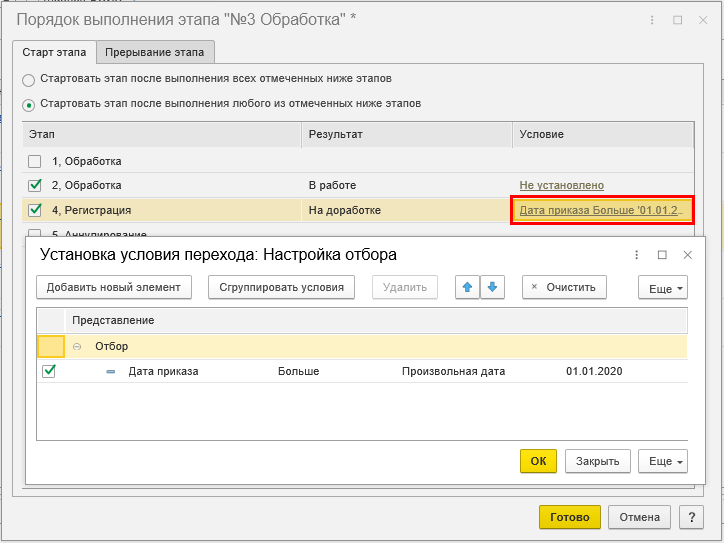 Порядок выполнения этапа "№3 Обработка" *
Старт этапа Прерывание этапа
Стартовать этап после выполнения всех отмеченных ниже этапов
Стартовать этап после выполнения любого из отмеченных ниже этапов
Этап Результат Условие
1, Обработка
2, Обработка В работе Не установлено
4, Регистрация На доработке Дата приказа Больше '01.01.2...
5, Аннулирование
Установка условия перехода: Настройка отбора
Добавить новый элемент Сгруппировать условия Удалить × Очистить Еще
Представление
Отбор
Дата приказа Больше Произвольная дата 01.01.2020
ОК Закрыть Еще
Готово Отмена ?